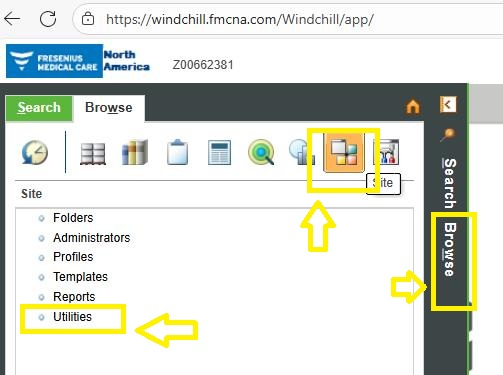 https://windchill.fmcna.com/Windchill/app/
FRESENIUS
MEDICAL CARE
North
America
Z00662381
Search
Browse
Site
Site
Folders
Administrators
Profiles
Templates
Reports
Utilities
Search
Browse